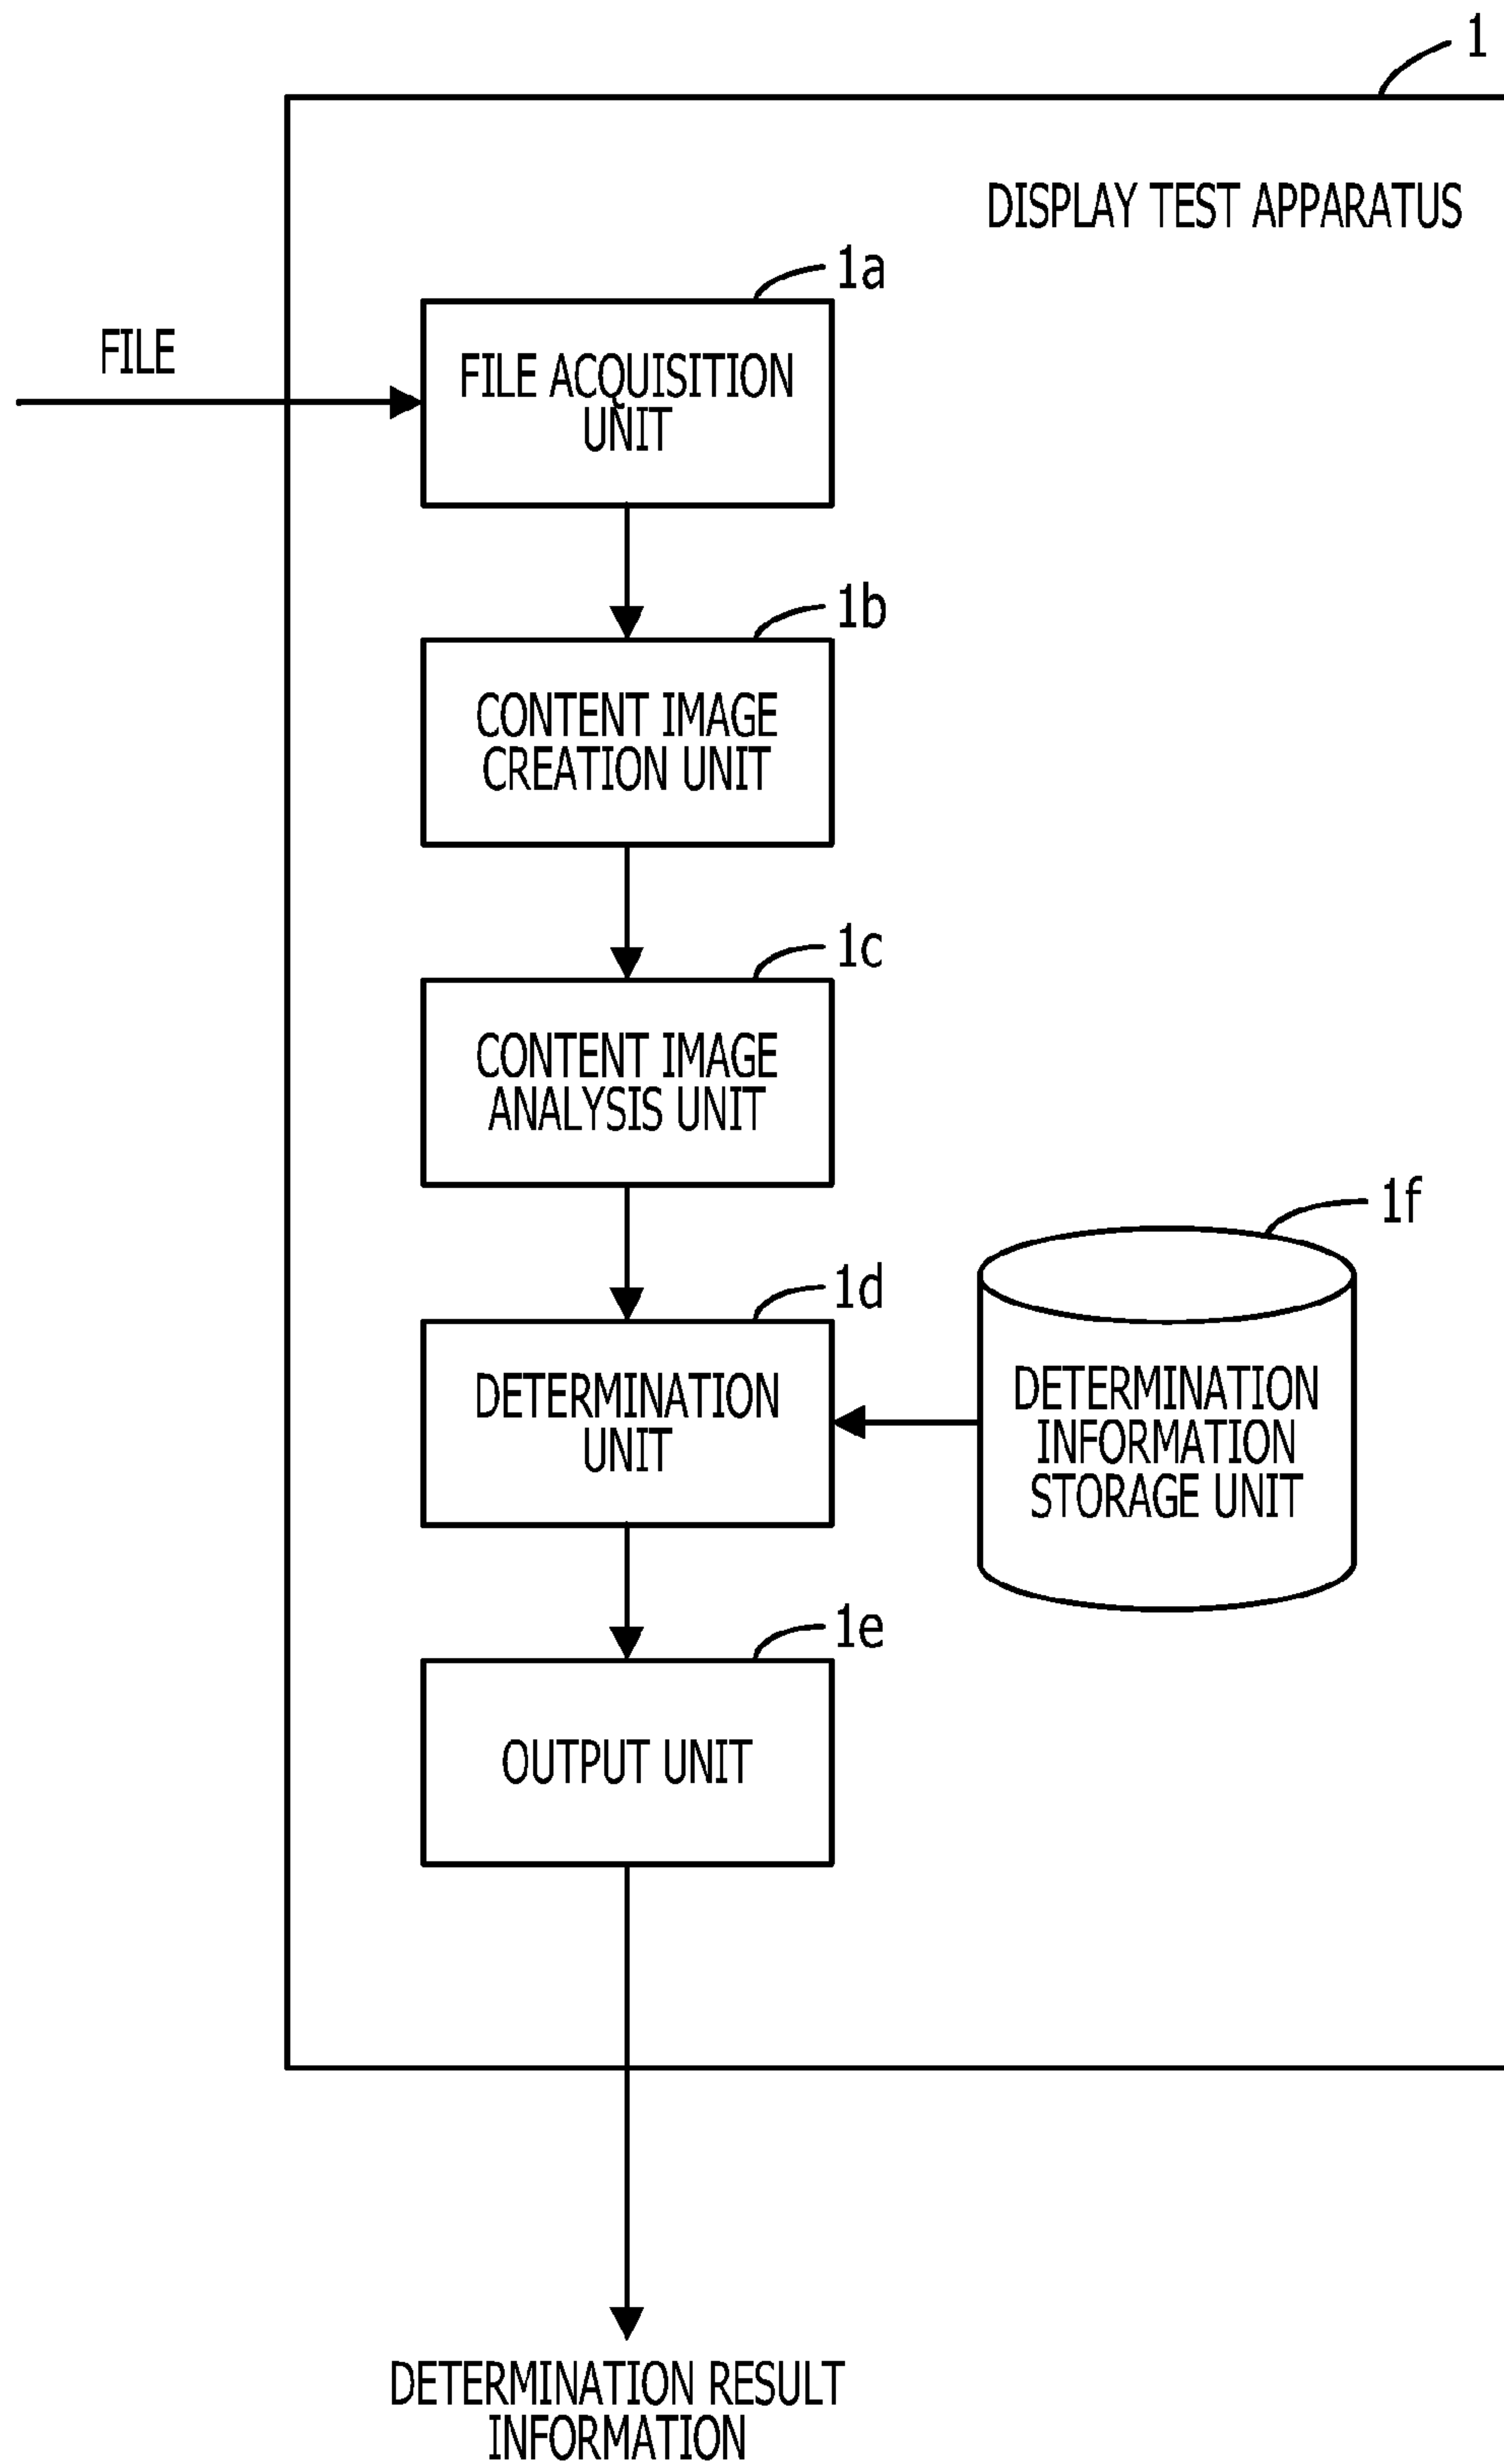 1
DISPLAY TEST APPARATUS
1a
FILE
FILE ACQUISITION
UNIT
1b
CONTENT IMAGE
CREATION UNIT
1c
CONTENT IMAGE
ANALYSIS UNIT
1f
1d
DETERMINATION
UNIT
DETERMINATION
INFORMATION
STORAGE UNIT
1e
OUTPUT UNIT
DETERMINATION RESULT
INFORMATION